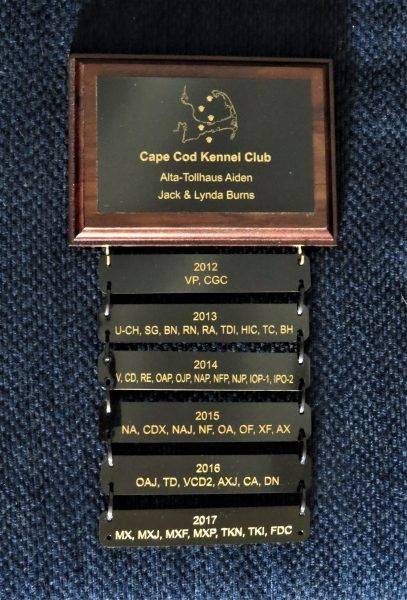 Cape Cod Kennel Club
Alta-Tollhaus Aiden
Jack & Lynda Burns
2012
VP, CGC
2013
U-CH, SG, BN, RN, RA, TDI, HIC, TC, BH
2014
V, CD, RE, OAP, OJP, NAP, NFP, NJP, IOP-1, IPO-2
2015
NA, CDX, NAJ, NF, OA, OF, XF, AX
2016
OAJ, TD, VCD2, AXJ, CA, DN
2017
MX, MXJ, MXF, MXP, TKN, TKI, FDC